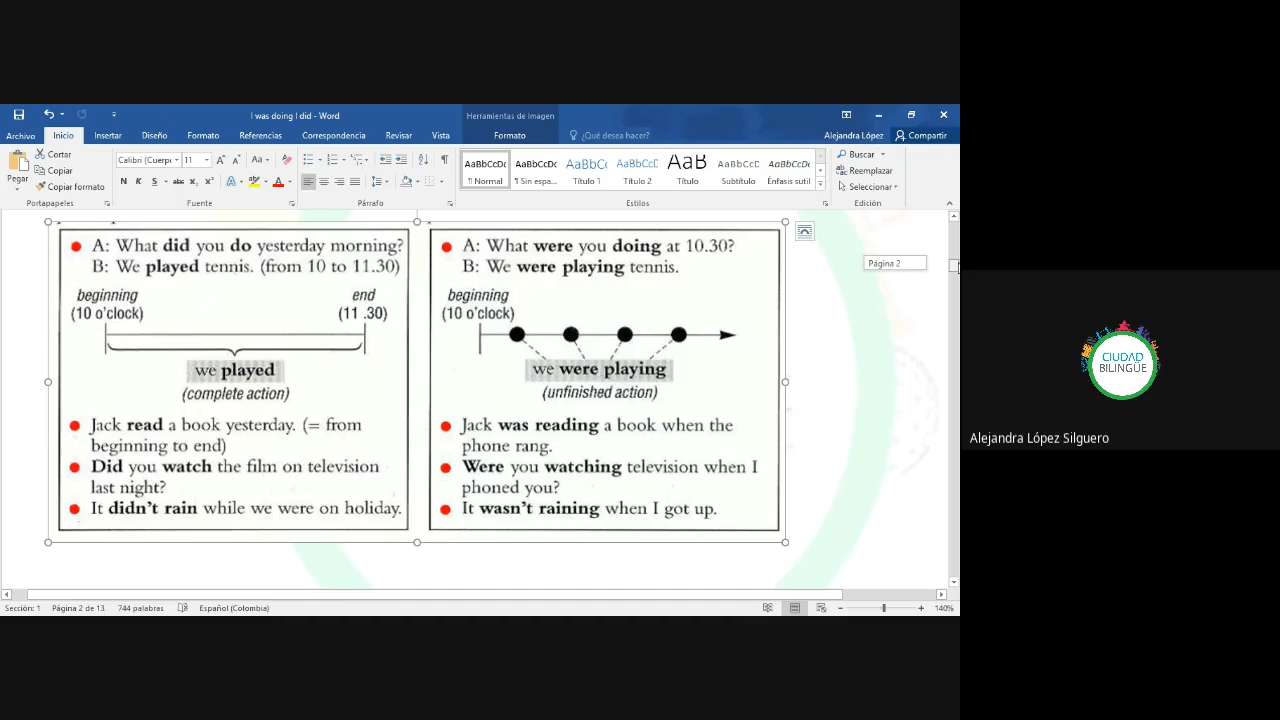 I was doing I did - Word
Herramientas de imagen
Archivo Inicio Insertar Diseño Formato Referencias Correspondencia Revisar Vista Formato ¿Qué desea hacer? Alejandra López Compartir
Pegar
Cortar
Copiar
Copiar formato
Portapapeles
Calibri (Cuerp 11
N K S abc x₂ x²
Fuente
Párrafo
AaBbCcDc AaBbCcDc AaBbC( AaBbCcD AaB AaBbCcD AaBbCcDc
¶ Normal ¶ Sin espa... Título 1 Título 2 Título Subtítulo Énfasis sutil
Estilos
Buscar
Reemplazar
Seleccionar
Edición
A: What did you do yesterday morning?
B: We played tennis. (from 10 to 11.30)
beginning end
(10 o'clock) (11 .30)
we played
(complete action)
Jack read a book yesterday. (= from
beginning to end)
Did you watch the film on television
last night?
It didn't rain while we were on holiday.
A: What were you doing at 10.30?
B: We were playing tennis.
beginning
(10 o'clock)
we were playing
(unfinished action)
Jack was reading a book when the
phone rang.
Were you watching television when I
phoned you?
It wasn't raining when I got up.
Página 2
Sección: 1 Página 2 de 13 744 palabras Español (Colombia) 140%
CIUDAD
BILINGÜE
Alejandra López Silguero